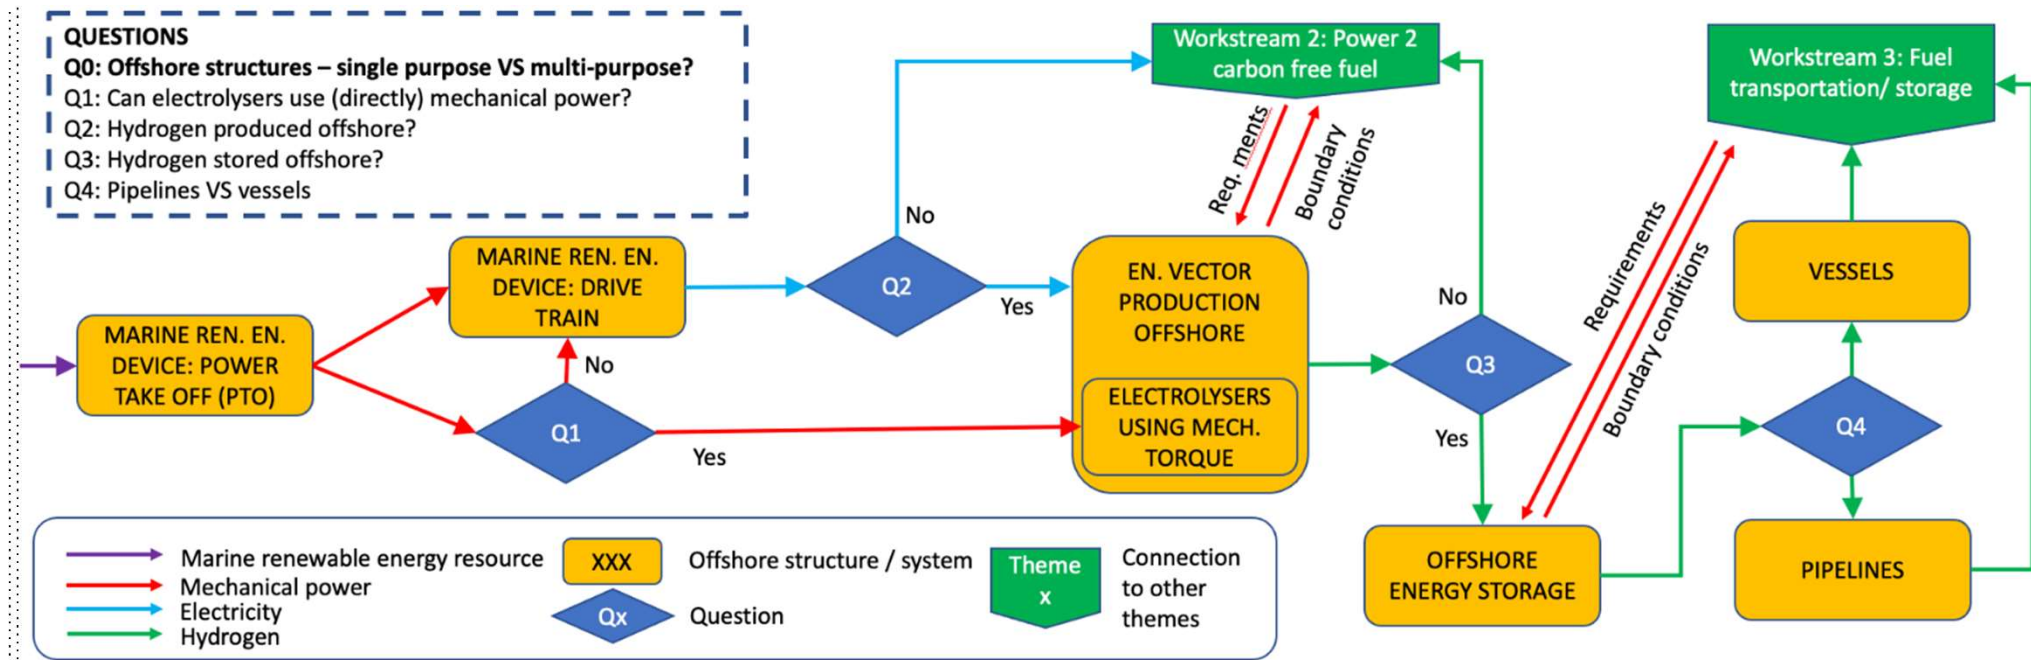 QUESTIONS
Q0: Offshore structures – single purpose VS multi-purpose?
Q1: Can electrolysers use (directly) mechanical power?
Q2: Hydrogen produced offshore?
Q3: Hydrogen stored offshore?
Q4: Pipelines VS vessels
Workstream 2: Power 2
carbon free fuel
Workstream 3: Fuel
transportation/ storage
Req. ments
Boundary
conditions
No
MARINE REN. EN.
DEVICE: DRIVE
TRAIN
Q2
Yes
EN. VECTOR
PRODUCTION
OFFSHORE
No
Requirements
Boundary conditions
VESSELS
MARINE REN. EN.
DEVICE: POWER
TAKE OFF (PTO)
No
Q1
Yes
ELECTROLYSERS
USING MECH.
TORQUE
Q3
Yes
Q4
OFFSHORE
ENERGY STORAGE
PIPELINES
Marine renewable energy resource
Mechanical power
Electricity
Hydrogen
XXX
Offshore structure / system
Qx
Question
Theme
x
Connection
to other
themes